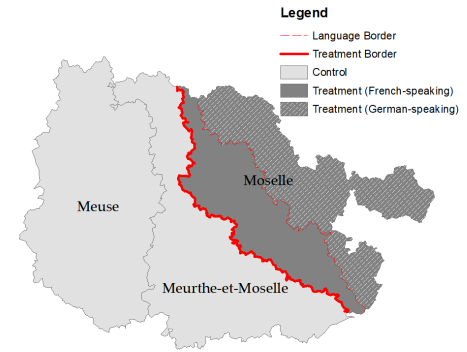 Legend
Language Border
Treatment Border
Control
Treatment (French-speaking)
Treatment (German-speaking)
Moselle
Meuse
Meurthe-et-Moselle